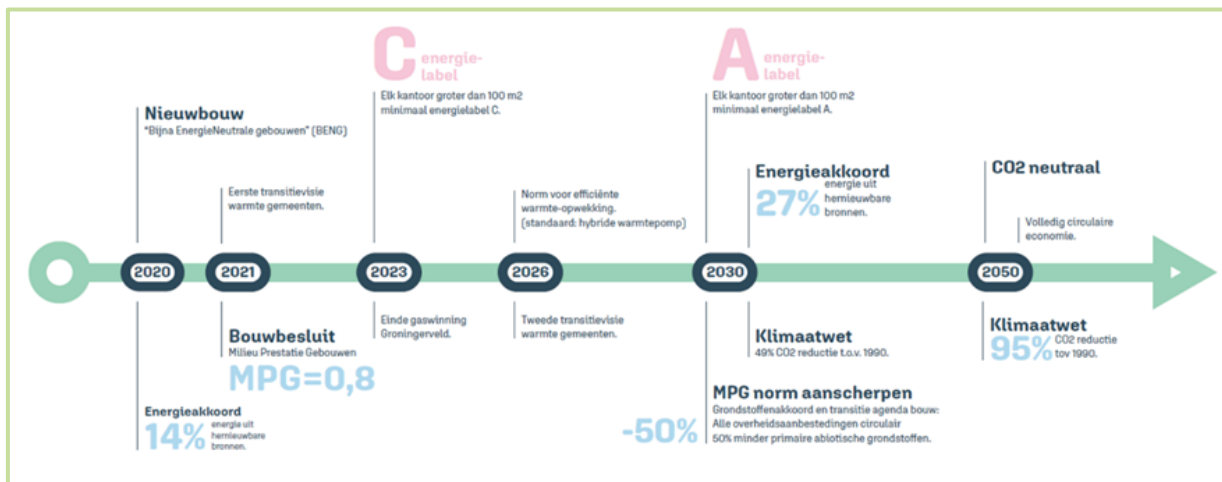 C energie-
label
Elk kantoor groter dan 100 m2
minimaal energielabel C.
A energie-
label
Elk kantoor groter dan 100 m2
minimaal energielabel A.
Nieuwbouw
"Bijna EnergieNeutrale gebouwen" (BENG)
Eerste transitievisie
warmte gemeenten.
Norm voor efficiënte
warmte-opwekking.
(standaard: hybride warmtepomp)
Energieakkoord
27% energie uit
hernieuwbare
bronnen.
CO2 neutraal
Volledig circulaire
economie.
2020
2021
2023
2026
2030
2050
Bouwbesluit
Milieu Prestatie Gebouwen
MPG=0,8
Energieakkoord
14% energie uit
hernieuwbare
bronnen.
Einde gaswinning
Groningerveld.
Tweede transitievisie
warmte gemeenten.
Klimaatwet
49% CO2 reductie t.o.v. 1990.
MPG norm aanscherpen
-50% Grondstoffenakkoord en transitie agenda bouw:
Alle overheidsaanbestedingen circulair
50% minder primaire abiotische grondstoffen.
Klimaatwet
95% CO2 reductie
tov 1990.